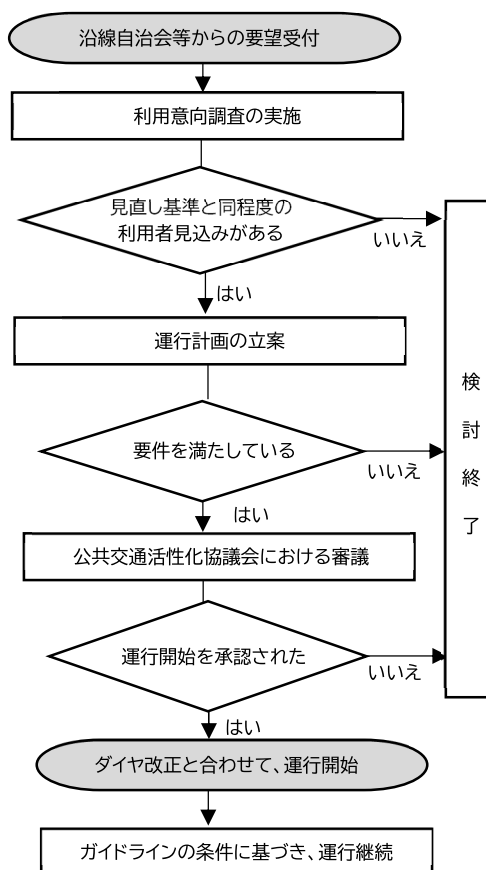 沿線自治会等からの要望受付
利用意向調査の実施
見直し基準と同程度の
利用者見込みがある
いいえ
はい
運行計画の立案
要件を満たしている
いいえ
はい
公共交通活性化協議会における審議
運行開始を承認された
いいえ
はい
ダイヤ改正と合わせて、運行開始
ガイドラインの条件に基づき、運行継続
検討終了